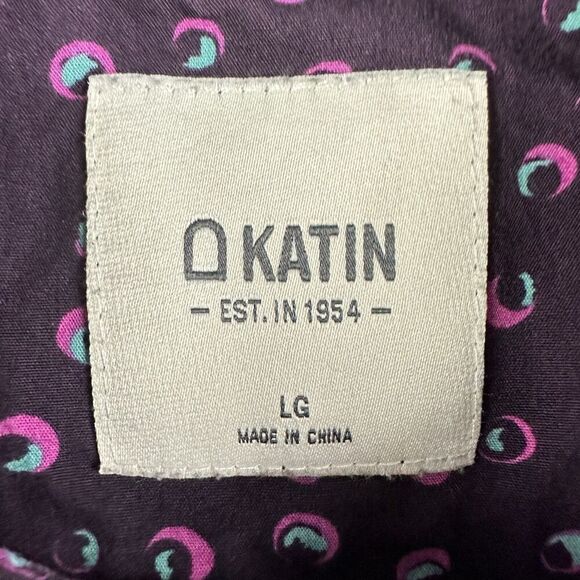 KATIN
— EST. IN 1954 —
LG
MADE IN CHINA